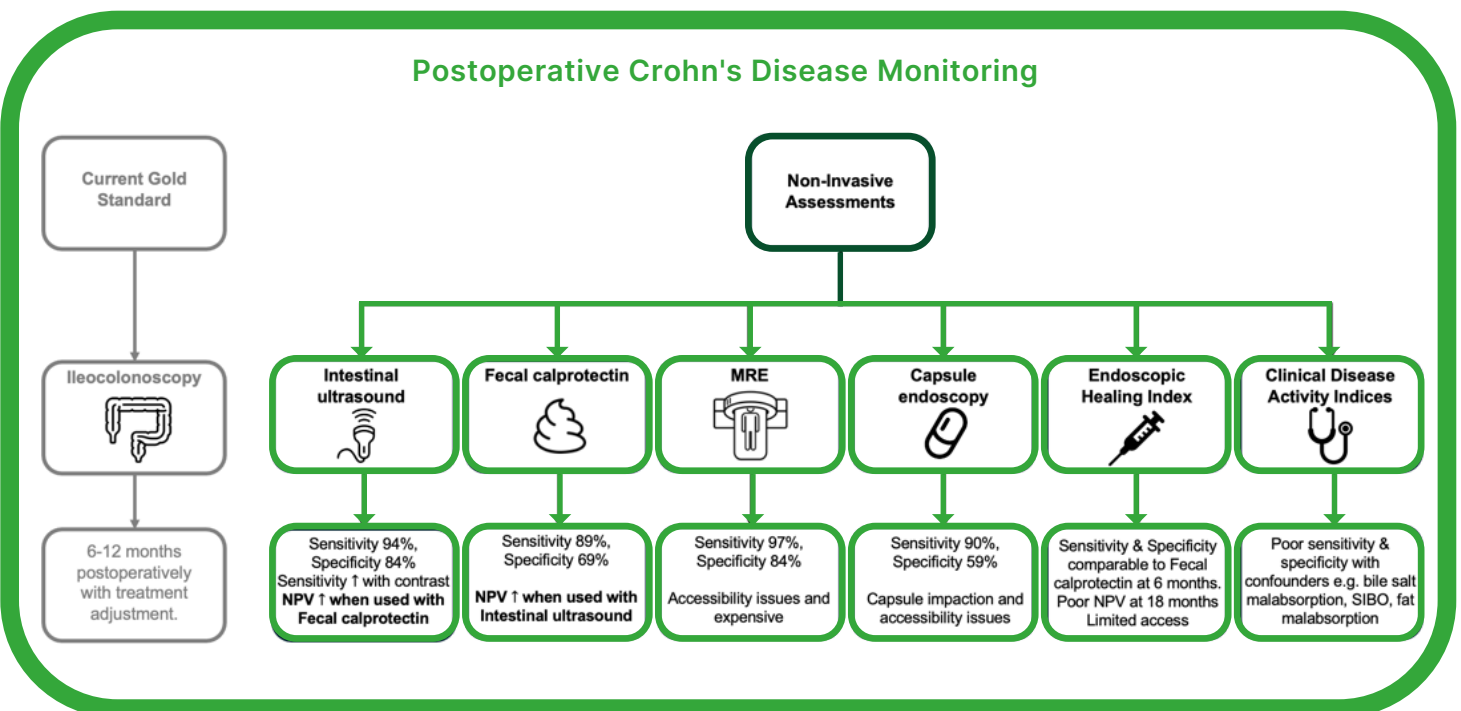 Postoperative Crohn's Disease Monitoring
Current Gold
Standard
Non-Invasive
Assessments
Ileocolonoscopy
Intestinal
ultrasound
Fecal calprotectin
MRE
Capsule
endoscopy
Endoscopic
Healing Index
Clinical Disease
Activity Indices
6-12 months
postoperatively
with treatment
adjustment.
Sensitivity 94%,
Specificity 84%
Sensitivity ↑ with contrast
NPV ↑ when used with
Fecal calprotectin
Sensitivity 89%,
Specificity 69%
NPV ↑ when used with
Intestinal ultrasound
Sensitivity 97%,
Specificity 84%
Accessibility issues and
expensive
Sensitivity 90%,
Specificity 59%
Capsule impaction and
accessibility issues
Sensitivity & Specificity
comparable to Fecal
calprotectin at 6 months.
Poor NPV at 18 months
Limited access
Poor sensitivity &
specificity with
confounders e.g. bile salt
malabsorption, SIBO, fat
malabsorption